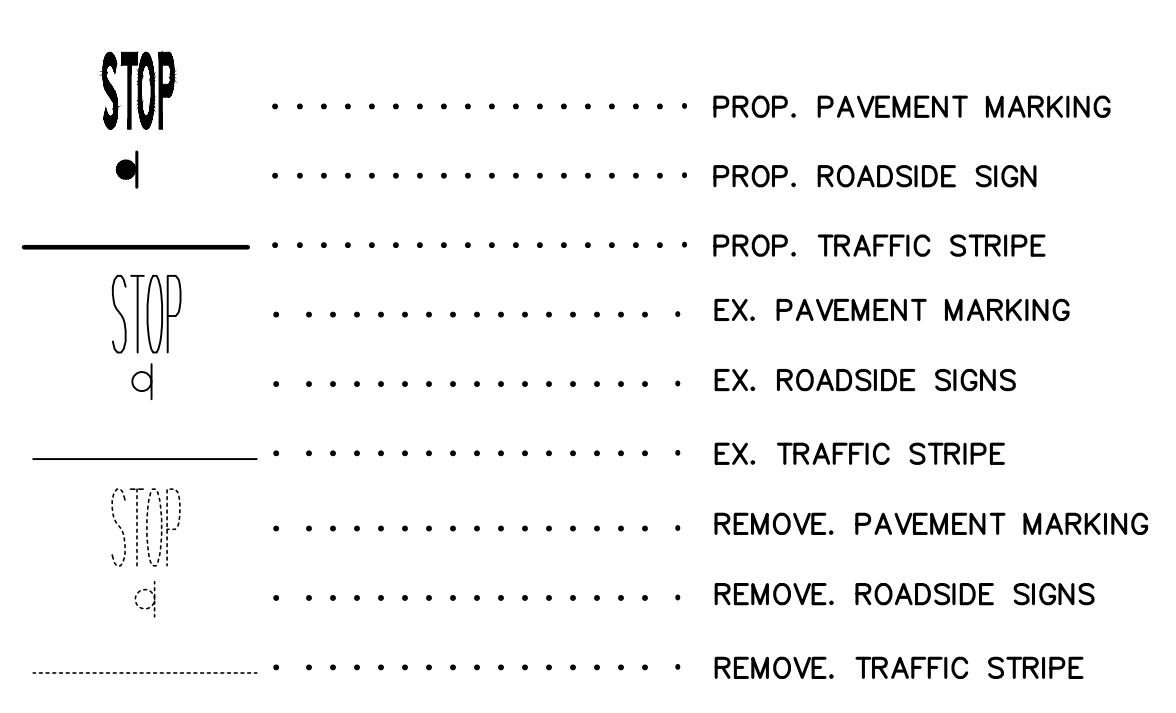 STOP PROP. PAVEMENT MARKING
PROP. ROADSIDE SIGN
PROP. TRAFFIC STRIPE
STOP EX. PAVEMENT MARKING
EX. ROADSIDE SIGNS
EX. TRAFFIC STRIPE
STOP REMOVE. PAVEMENT MARKING
REMOVE. ROADSIDE SIGNS
REMOVE. TRAFFIC STRIPE